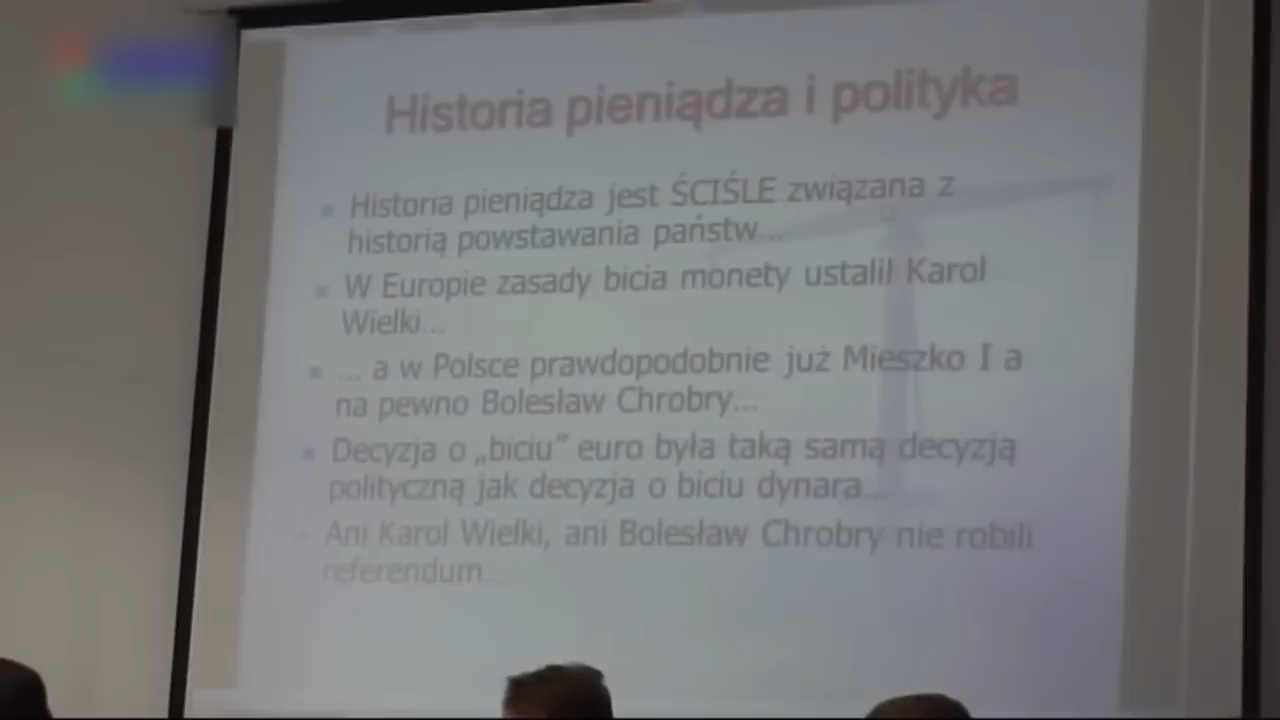 Historia pieniądza i polityka
Historia pieniądza jest ŚCIŚLE związana z
historią powstawania państw...
W Europie zasady bicia monety ustalił Karol
Wielki...
... a w Polsce prawdopodobnie już Mieszko I a
na pewno Bolesław Chrobry...
Decyzja o „biciu” euro była taką samą decyzją
polityczną jak decyzja o biciu dynara...
Ani Karol Wielki, ani Bolesław Chrobry nie robili
referendum...